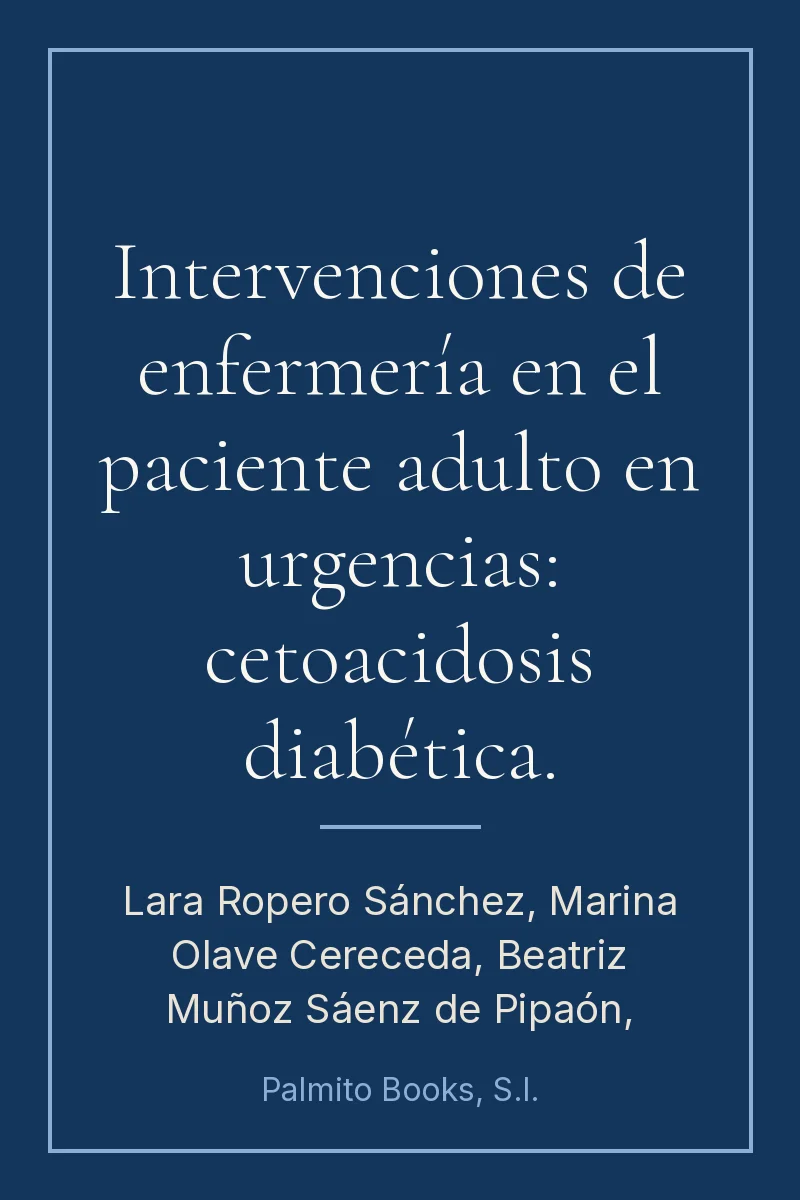 Intervenciones de
enfermería en el
paciente adulto en
urgencias:
cetoacidosis
diabética.
Lara Ropero Sánchez, Marina
Olave Cereceda, Beatriz
Muñoz Sáenz de Pipaón,
Palmito Books, S.l.